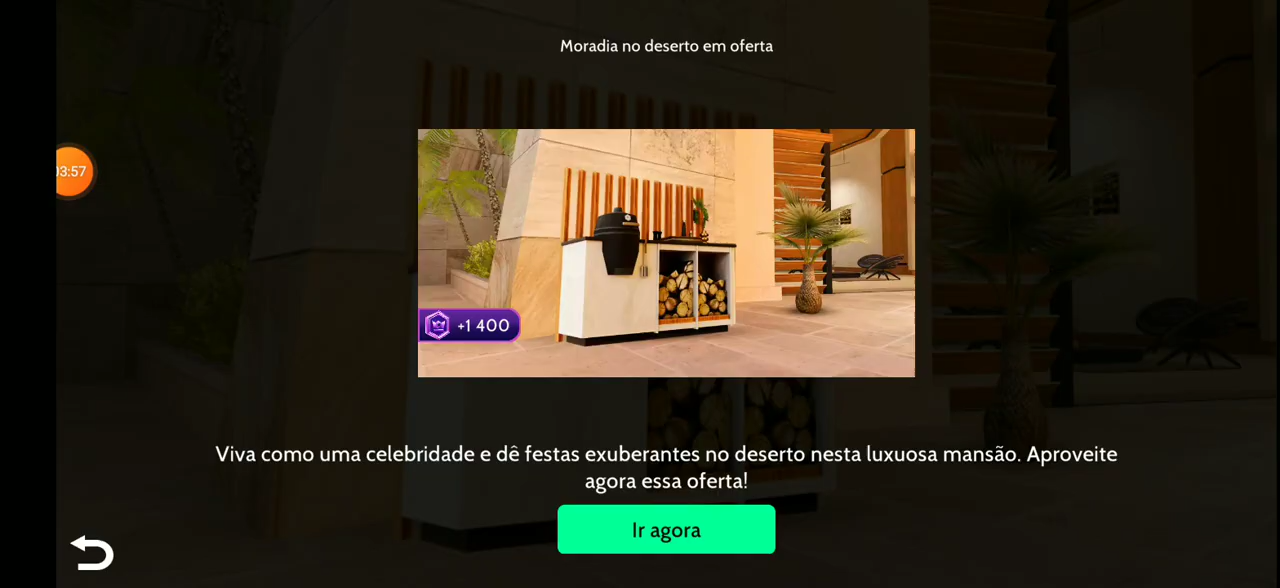 Moradia no deserto em oferta
03:57
+1 400
Viva como uma celebridade e dê festas exuberantes no deserto nesta luxuosa mansão. Aproveite
agora essa oferta!
Ir agora